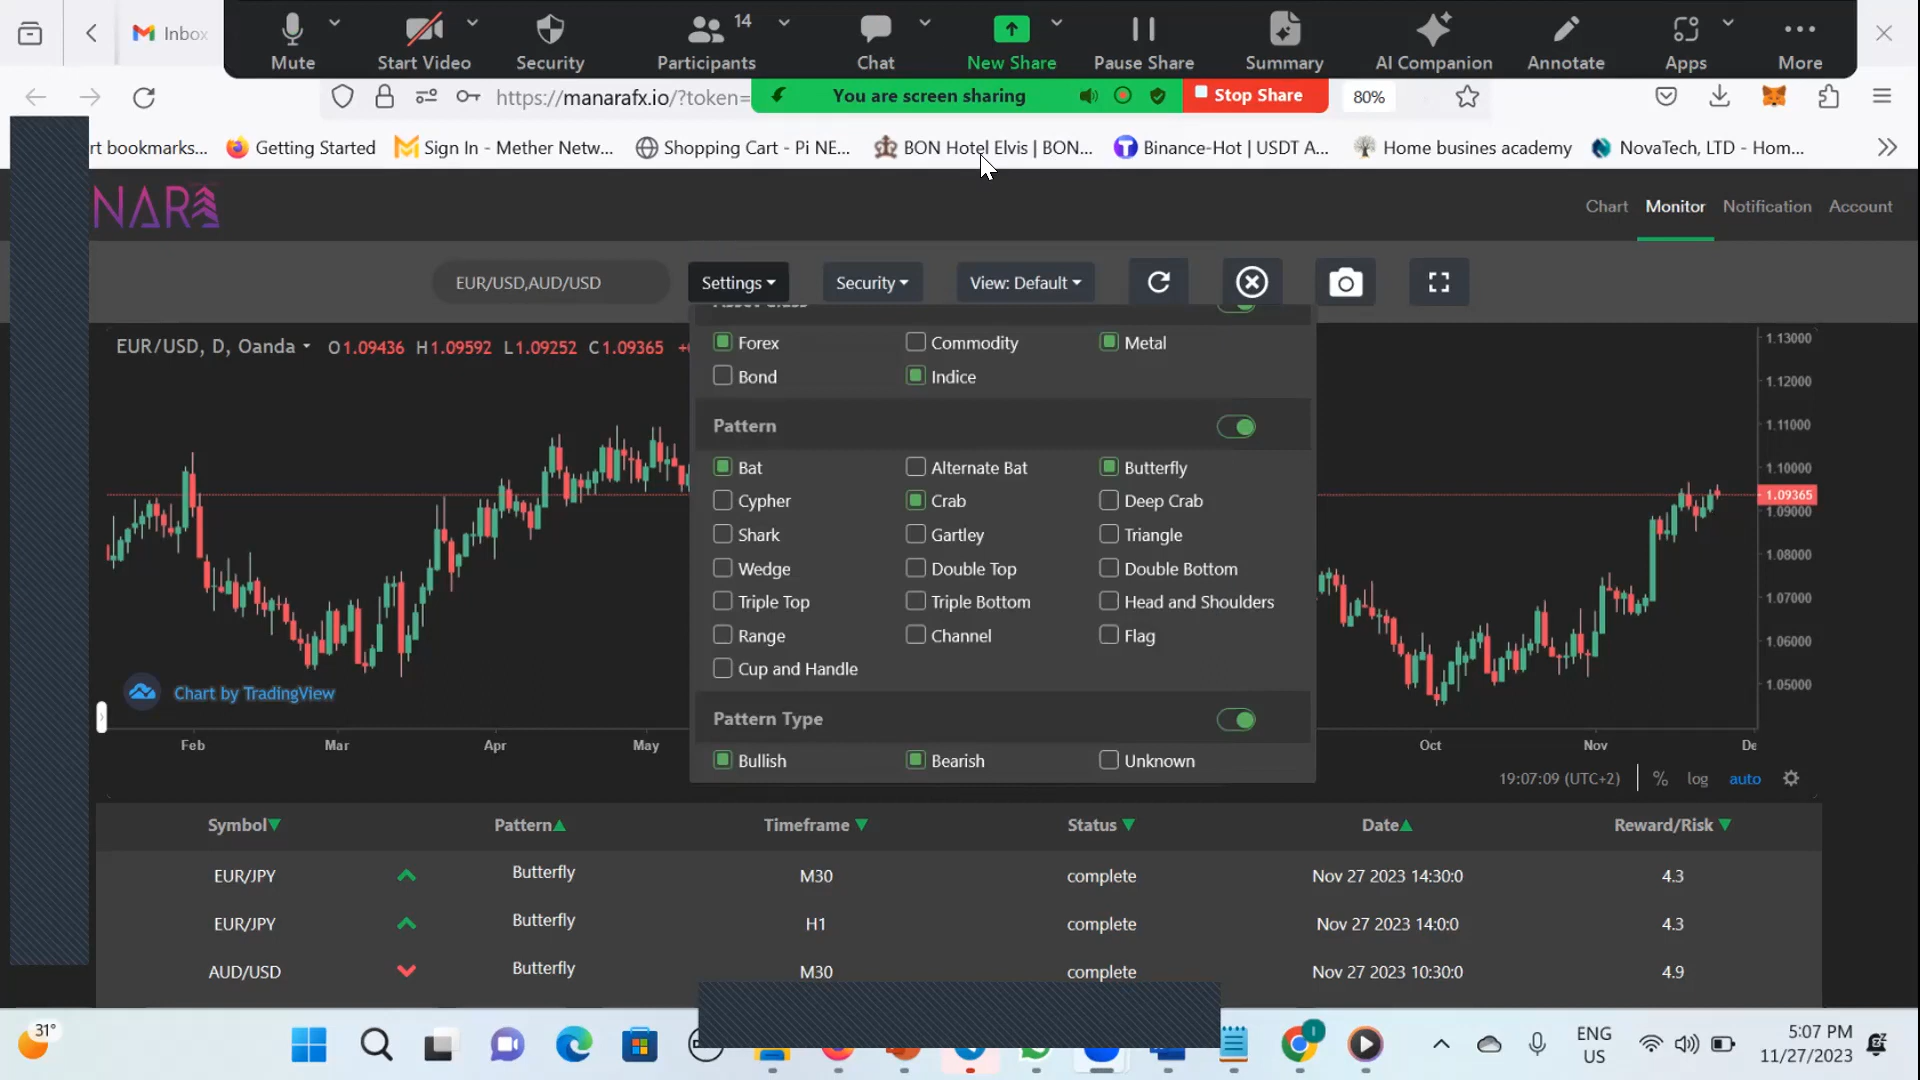 Mute
Start Video
Security
Participants
14
Chat
New Share
Pause Share
Summary
AI Companion
Annotate
Apps
More
Inbox
https://manarafx.io/?token=
You are screen sharing
Stop Share
80%
rt bookmarks...
Getting Started
Sign In - Mether Netw...
Shopping Cart - Pi NE...
BON Hotel Elvis | BON...
Binance-Hot | USDT A...
Home busines academy
NovaTech, LTD - Hom...
NARA
Chart
Monitor
Notification
Account
EUR/USD,AUD/USD
Settings
Security
View: Default
EUR/USD, D, Oanda
O1.09436 H1.09592 L1.09252 C1.09365
Asset Class
Forex
Commodity
Metal
Bond
Indice
Pattern
Bat
Alternate Bat
Butterfly
Cypher
Crab
Deep Crab
Shark
Gartley
Triangle
Wedge
Double Top
Double Bottom
Triple Top
Triple Bottom
Head and Shoulders
Range
Channel
Flag
Cup and Handle
Pattern Type
Bullish
Bearish
Unknown
1.13000
1.12000
1.11000
1.10000
1.09365
1.09000
1.08000
1.07000
1.06000
1.05000
Chart by TradingView
Feb
Mar
Apr
May
Oct
Nov
De
19:07:09 (UTC+2)
%
log
auto
Symbol
Pattern
Timeframe
Status
Date
Reward/Risk
EUR/JPY Butterfly M30 complete Nov 27 2023 14:30:0 4.3
EUR/JPY Butterfly H1 complete Nov 27 2023 14:0:0 4.3
AUD/USD Butterfly M30 complete Nov 27 2023 10:30:0 4.9
31°
ENG
US
5:07 PM
11/27/2023